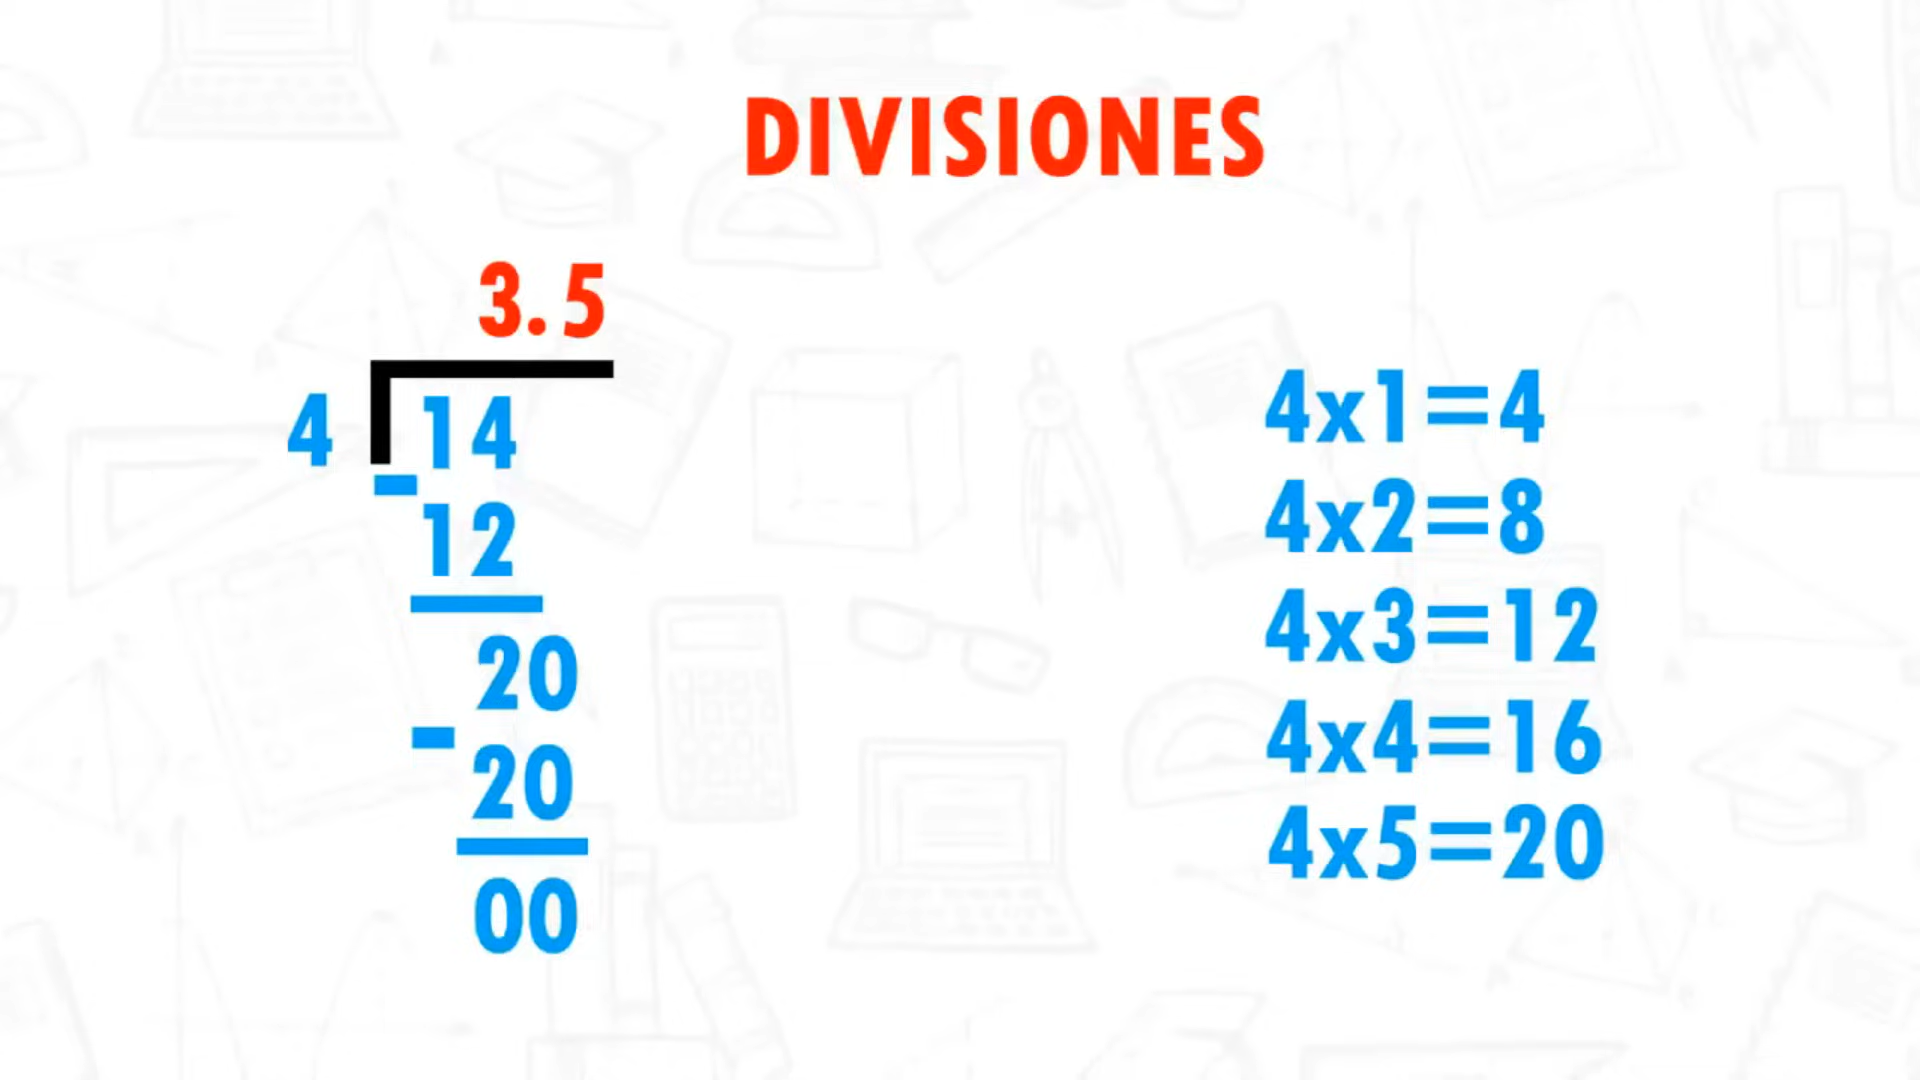 DIVISIONES
3.5
4 14
- 12
20
- 20
00
4x1=4
4x2=8
4x3=12
4x4=16
4x5=20